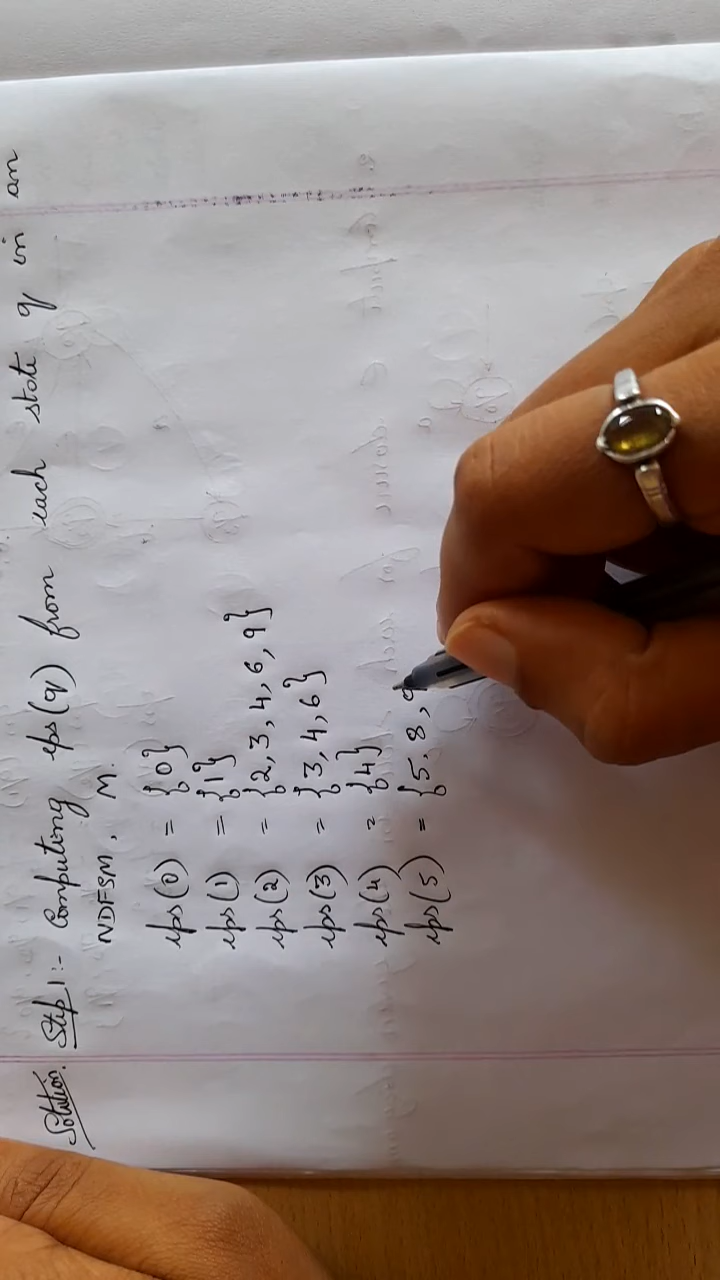 Solution. Step 1:- Computing eps(q) from each state q in an
NDFSM, M.
eps(0) = {0}
eps(1) = {1}
eps(2) = {2,3,4,6,9}
eps(3) = {3,4,6}
eps(4) = {4}
eps(5) = {5,8,9